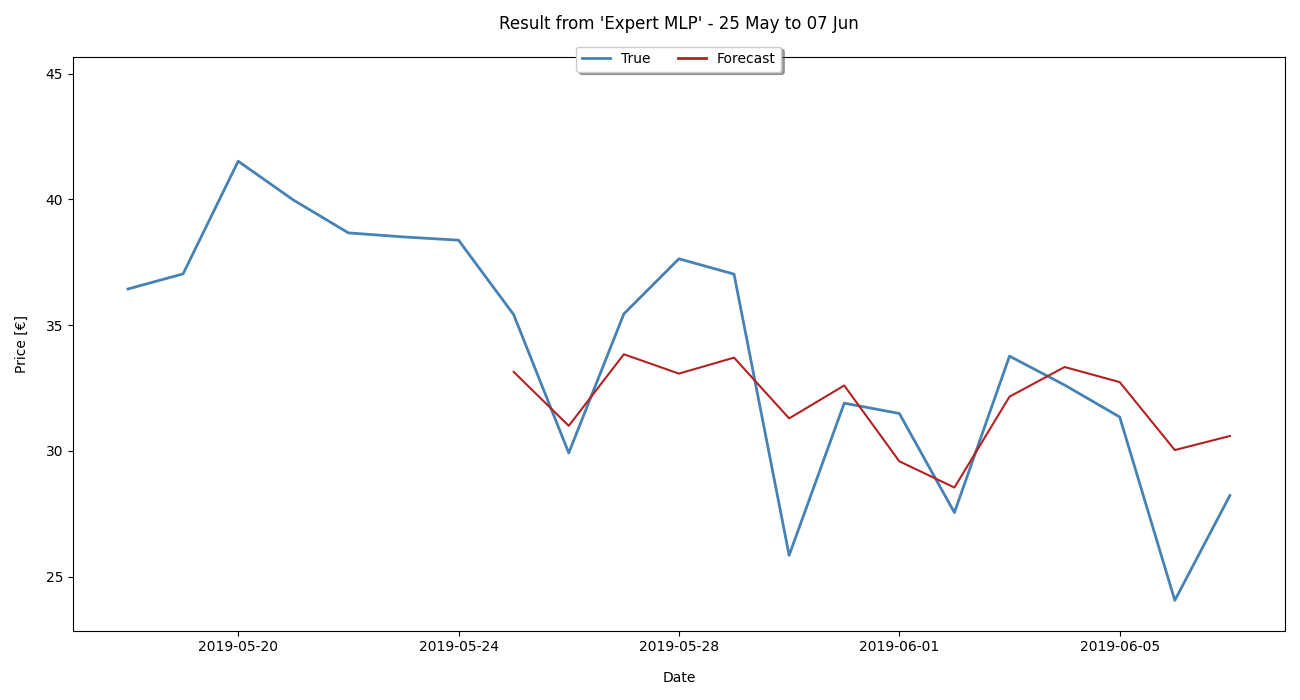 Result from 'Expert MLP' - 25 May to 07 Jun
True Forecast
45
40
35
30
25
Price [€]
2019-05-20 2019-05-24 2019-05-28 2019-06-01 2019-06-05
Date